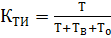 К_ТИ = Т / (Т+Т_В+Т_о)